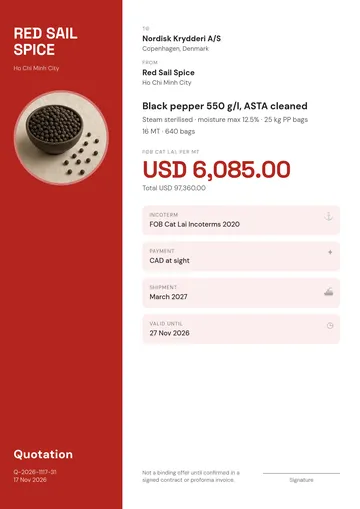 RED SAIL
SPICE
Ho Chi Minh City
TO
Nordisk Krydderi A/S
Copenhagen, Denmark
FROM
Red Sail Spice
Ho Chi Minh City
Black pepper 550 g/l, ASTA cleaned
Steam sterilised · moisture max 12.5% · 25 kg PP bags
16 MT · 640 bags
FOB CAT LAI PER MT
USD 6,085.00
Total USD 97,360.00
INCOTERM
FOB Cat Lai Incoterms 2020
PAYMENT
CAD at sight
SHIPMENT
March 2027
VALID UNTIL
27 Nov 2026
Quotation
Q-2026-1117-31
17 Nov 2026
Not a binding offer until confirmed in a
signed contract or proforma invoice.
Signature